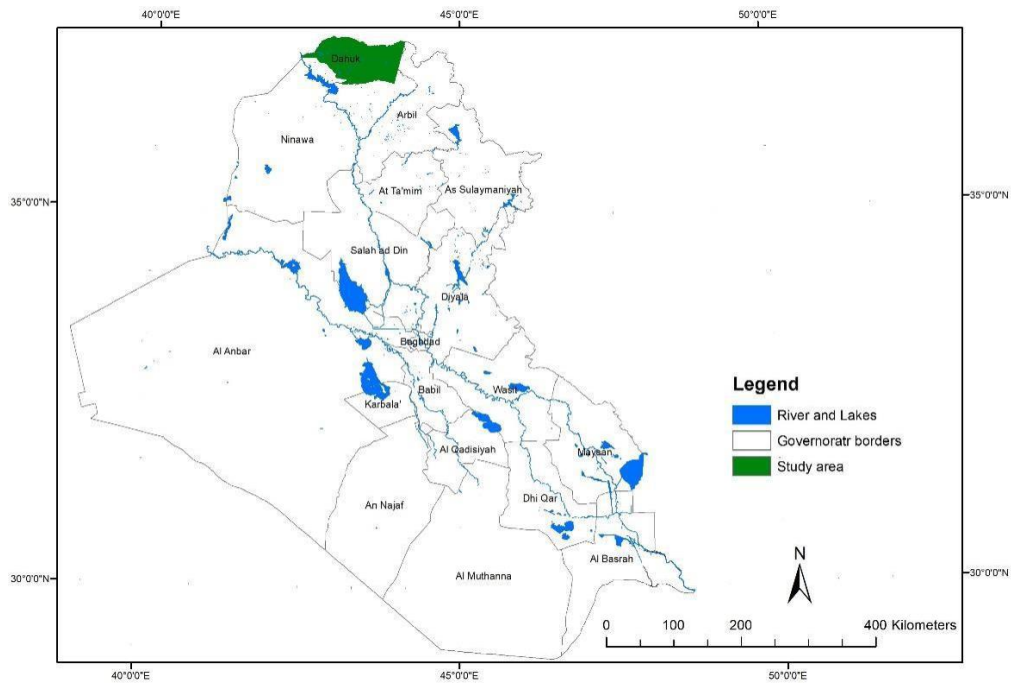 40°0'0"E 45°0'0"E 50°0'0"E
Dahuk
Arbil
Ninawa
At Ta'mim As Sulaymaniyah
35°0'0"N 35°0'0"N
Salah ad Din
Diyala
Baghdad
Al Anbar
Babil Wasit
Karbala'
Al Qadisiyah Maysan
An Najaf Dhi Qar
Al Basrah
Al Muthanna
30°0'0"N 30°0'0"N
Legend
River and Lakes
Governoratr borders
Study area
N
0 100 200 400 Kilometers
40°0'0"E 45°0'0"E 50°0'0"E